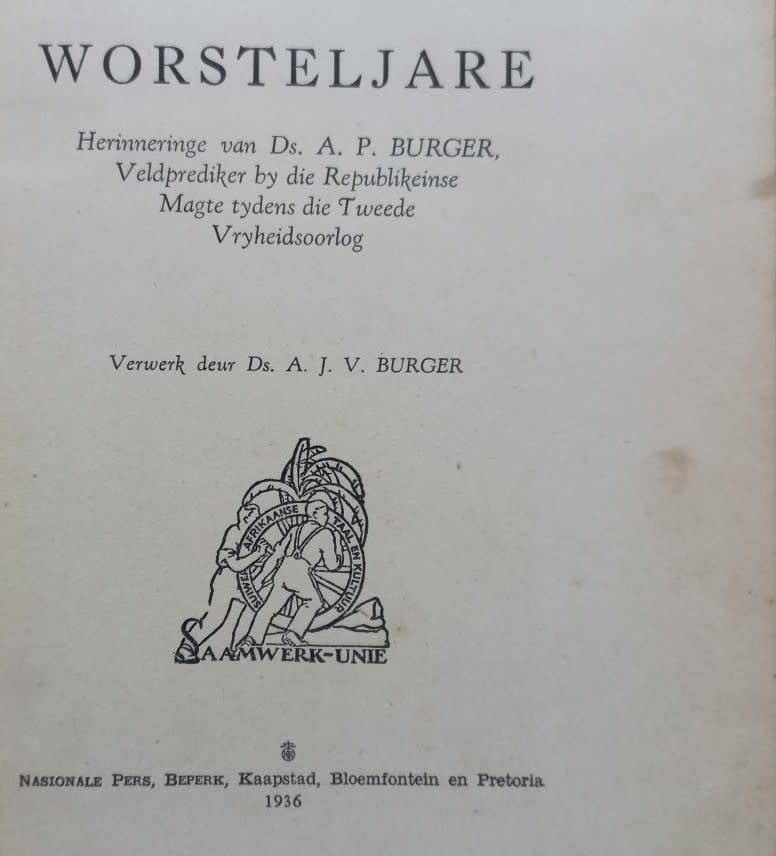 WORSTELJARE
Herinneringe van Ds. A. P. BURGER,
Veldprediker by die Republikeinse
Magte tydens die Tweede
Vryheidsoorlog
Verwerk deur Ds. A. J. V. BURGER
SUIWER AFRIKAANSE TAAL EN KULTUUR
SAAMWERK-UNIE
NASIONALE PERS, BEPERK, Kaapstad, Bloemfontein en Pretoria
1936